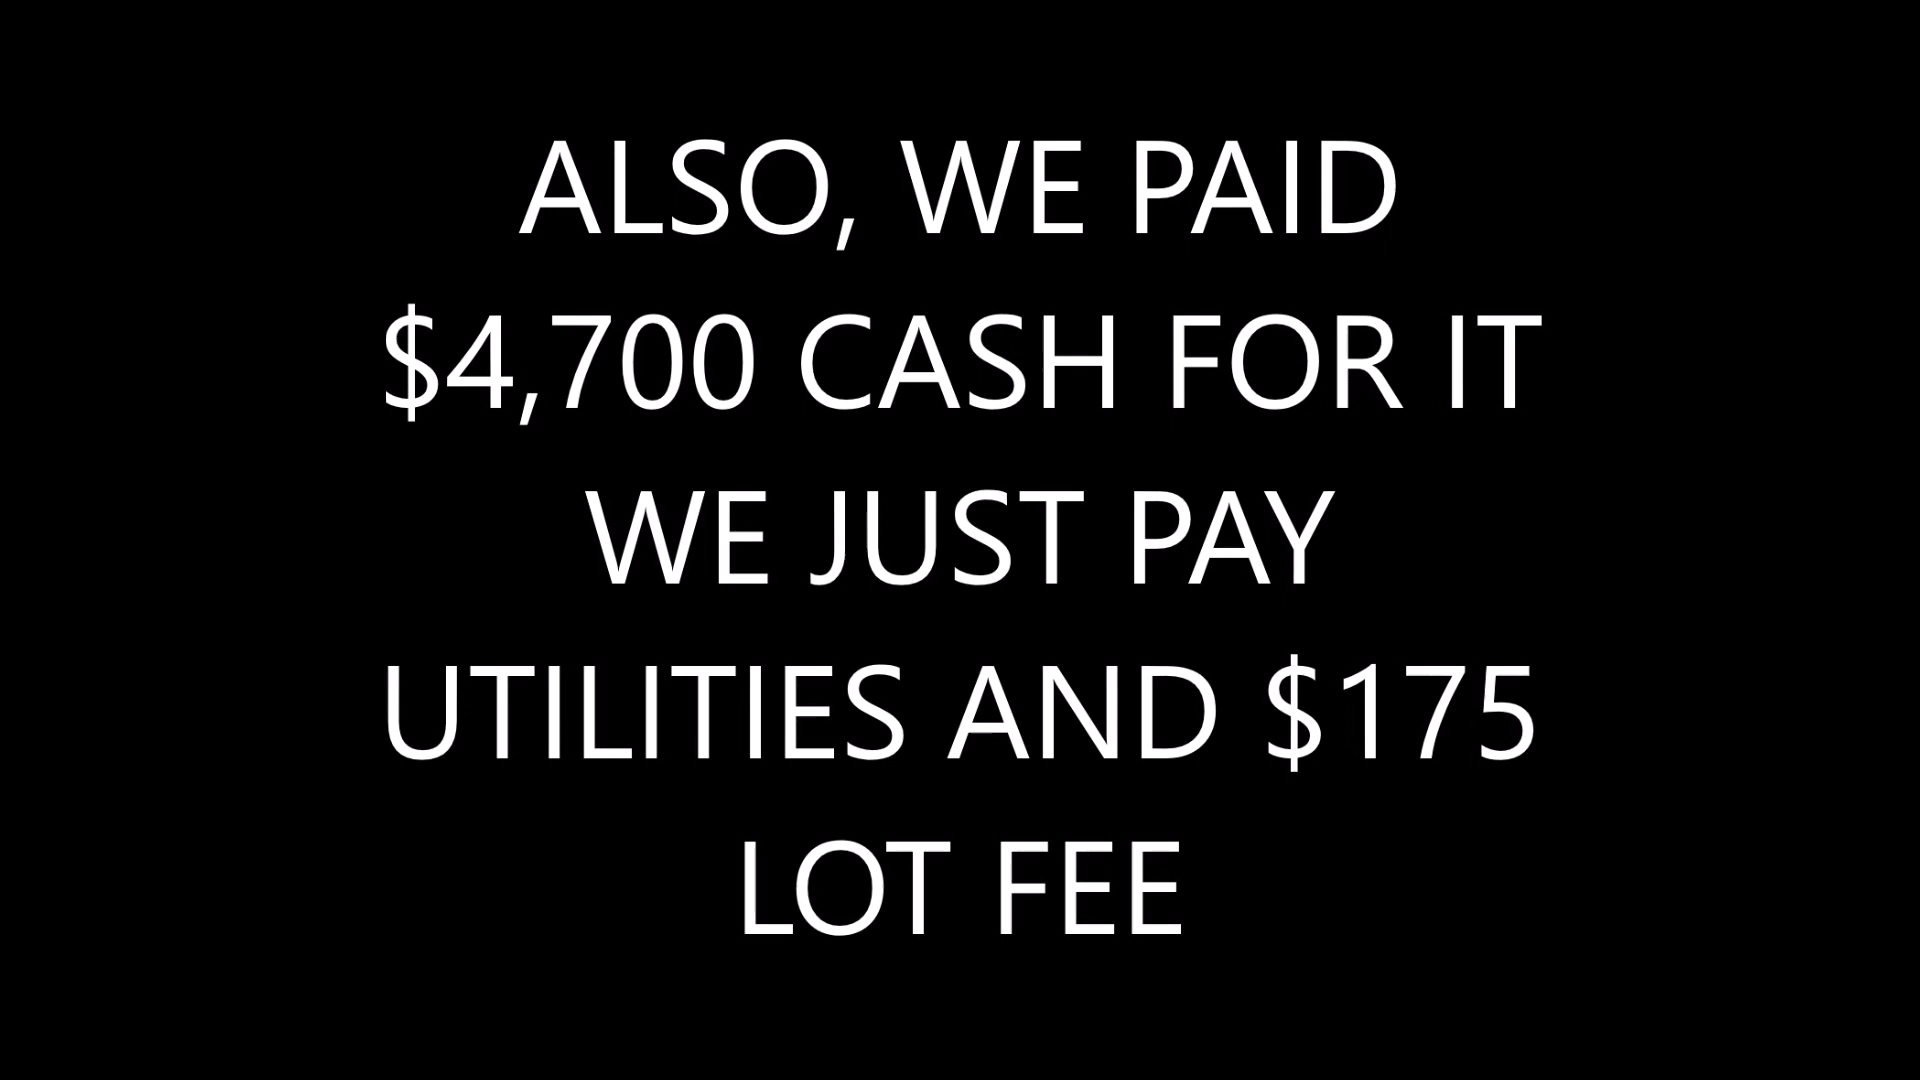 ALSO, WE PAID
$4,700 CASH FOR IT
WE JUST PAY
UTILITIES AND $175
LOT FEE